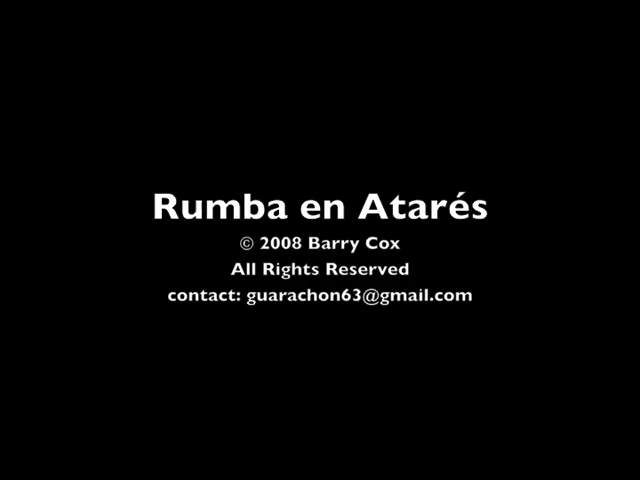 Rumba en Atarés
© 2008 Barry Cox
All Rights Reserved
contact: guarachon63@gmail.com